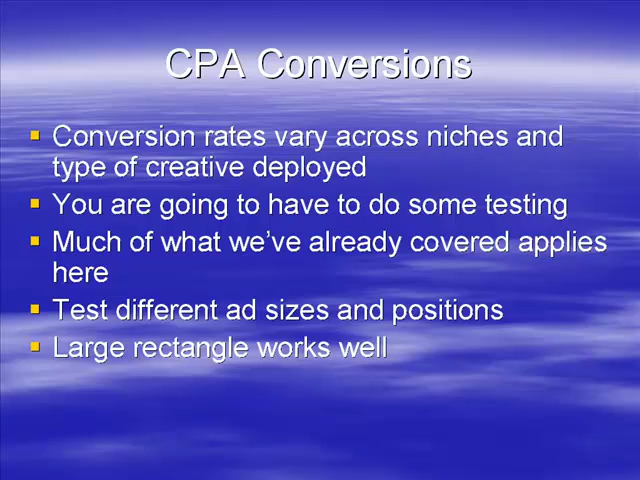 CPA Conversions
Conversion rates vary across niches and
type of creative deployed
You are going to have to do some testing
Much of what we've already covered applies
here
Test different ad sizes and positions
Large rectangle works well